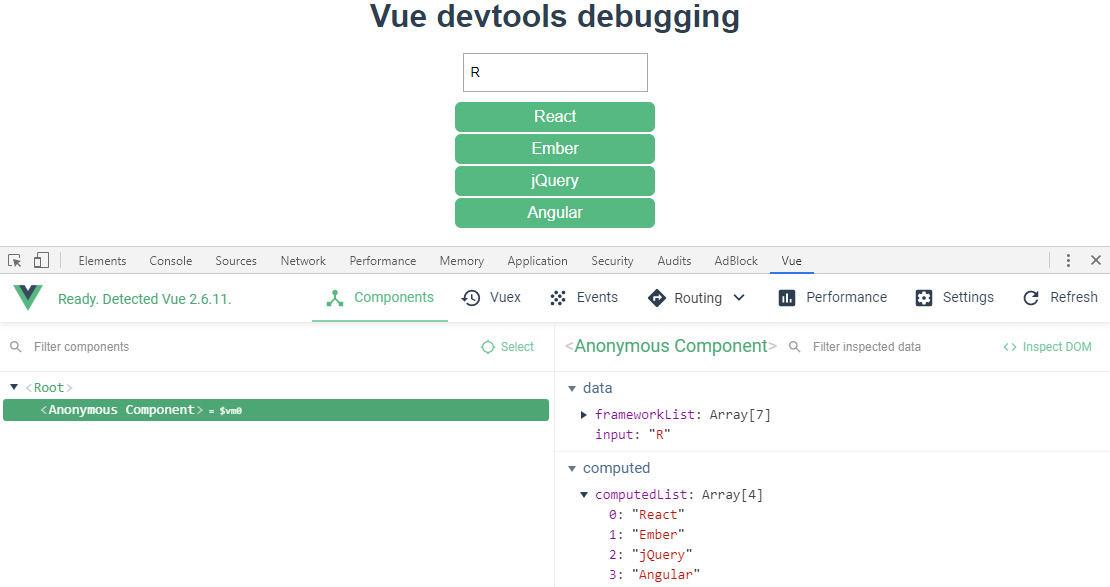 Vue devtools debugging
R
React
Ember
jQuery
Angular
Elements Console Sources Network Performance Memory Application Security Audits AdBlock Vue
Ready. Detected Vue 2.6.11. Components Vuex Events Routing Performance Settings Refresh
Filter components Select
<Root>
<Anonymous Component> = $vm0
<Anonymous Component> Filter inspected data <> Inspect DOM
data
frameworkList: Array[7]
input: "R"
computed
computedList: Array[4]
0: "React"
1: "Ember"
2: "jQuery"
3: "Angular"